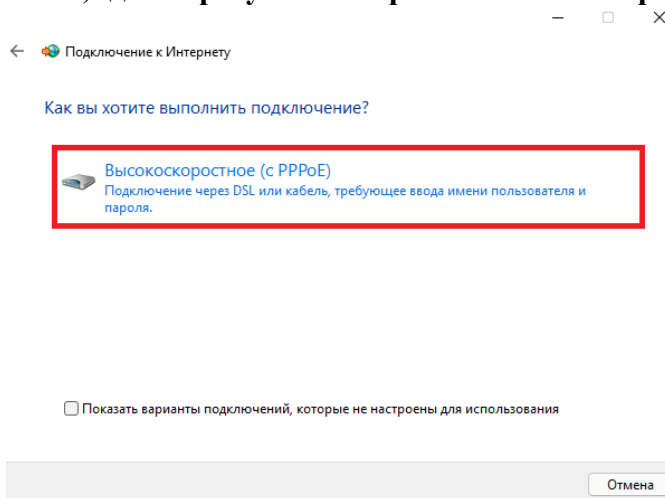 Подключение к Интернету
Как вы хотите выполнить подключение?
Высокоскоростное (с PPPoE)
Подключение через DSL или кабель, требующее ввода имени пользователя и
пароля.
Показать варианты подключений, которые не настроены для использования
Отмена